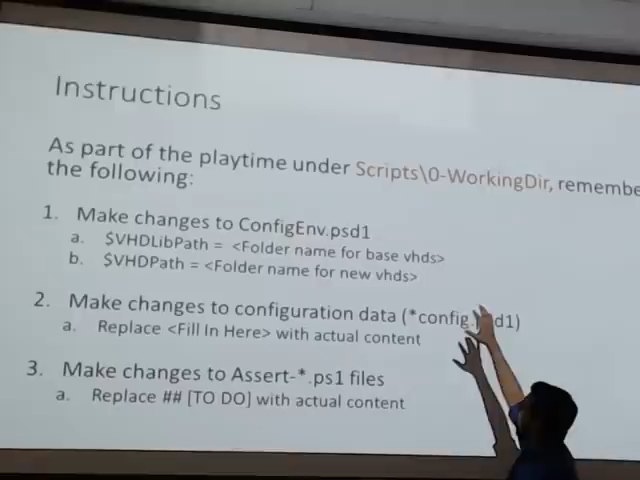 Instructions
As part of the playtime under Scripts\0-WorkingDir, remembe
the following:
1. Make changes to ConfigEnv.psd1
a. $VHDLibPath = <Folder name for base vhds>
b. $VHDPath = <Folder name for new vhds>
2. Make changes to configuration data (*config. d1)
a. Replace <Fill In Here> with actual content
3. Make changes to Assert-*.ps1 files
a. Replace ## [TO DO] with actual content